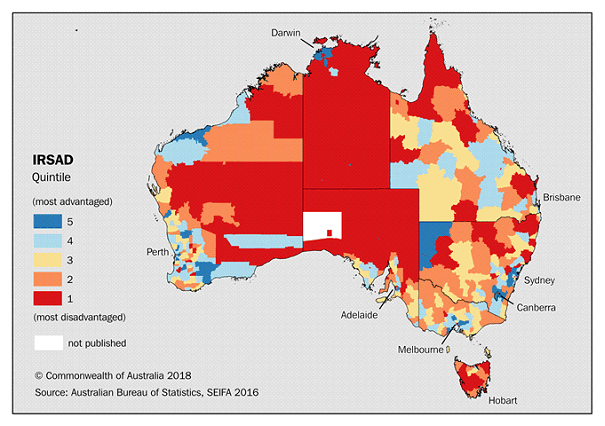 Darwin
IRSAD
Quintile
(most advantaged)
5
4
3
2
1
(most disadvantaged)
not published
Brisbane
Perth
Sydney
Canberra
Adelaide
Melbourne
Hobart
© Commonwealth of Australia 2018
Source: Australian Bureau of Statistics, SEIFA 2016